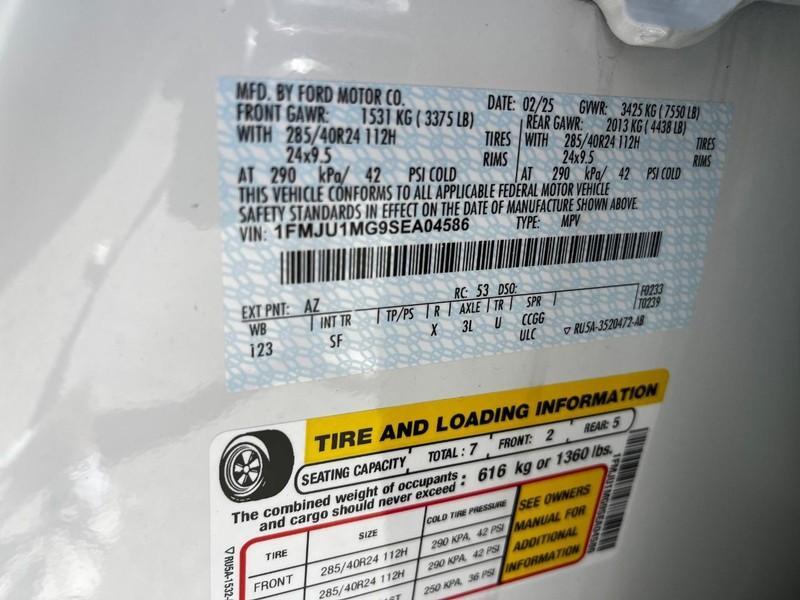 MFD. BY FORD MOTOR CO. DATE: 02/25 GVWR: 3425 KG ( 7550 LB)
FRONT GAWR: 1531 KG ( 3375 LB) REAR GAWR: 2013 KG ( 4438 LB)
WITH 285/40R24 112H TIRES WITH 285/40R24 112H TIRES
24x9.5 RIMS 24x9.5 RIMS
AT 290 kPa/ 42 PSI COLD AT 290 kPa/ 42 PSI COLD
THIS VEHICLE CONFORMS TO ALL APPLICABLE FEDERAL MOTOR VEHICLE
SAFETY STANDARDS IN EFFECT ON THE DATE OF MANUFACTURE SHOWN ABOVE.
VIN: 1FMJU1MG9SEA04586 TYPE: MPV
EXT PNT: AZ RC: 53 DSO: F0233
T0239
WB INT TR TP/PS R AXLE TR SPR
123 SF X 3L U CCGG
ULC RU5A-3520472-AB
TIRE AND LOADING INFORMATION
SEATING CAPACITY TOTAL : 7 FRONT: 2 REAR: 5
The combined weight of occupants and cargo should never exceed : 616 kg or 1360 lbs.
TIRE SIZE COLD TIRE PRESSURE
FRONT 285/40R24 112H 290 KPA, 42 PSI
285/40R24 112H 290 KPA, 42 PSI
250 KPA, 36 PSI
SEE OWNERS
MANUAL FOR
ADDITIONAL
INFORMATION